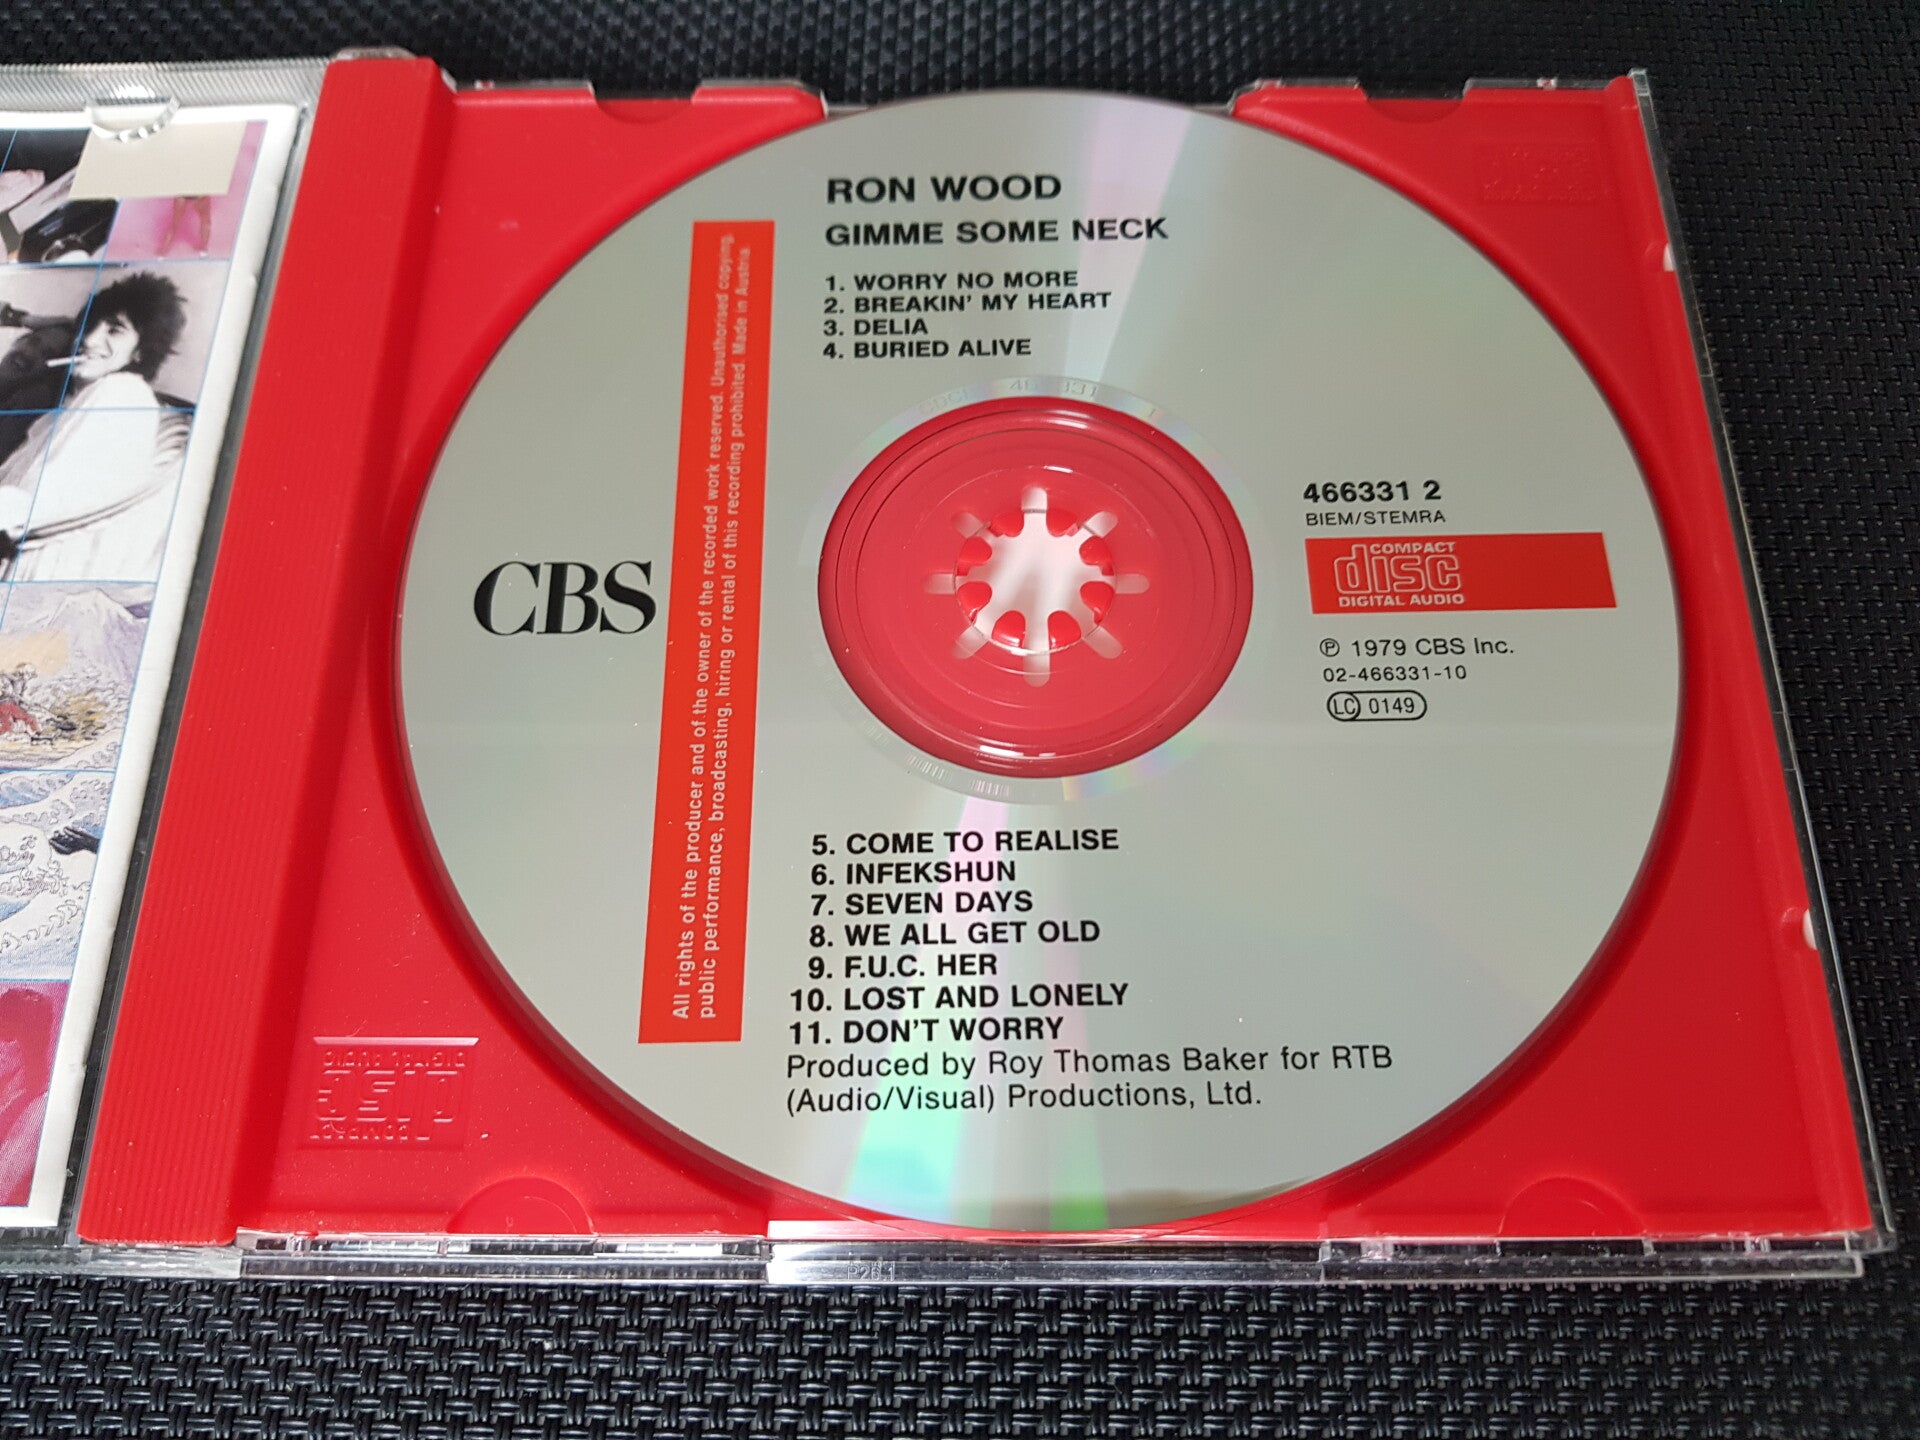 RON WOOD
GIMME SOME NECK
1. WORRY NO MORE
2. BREAKIN' MY HEART
3. DELIA
4. BURIED ALIVE
All rights of the producer and of the owner of the recorded work reserved. Unauthorised copying,
public performance, broadcasting, hiring or rental of this recording prohibited. Made in Austria
CBS
466331 2
BIEM/STEMRA
COMPACT
disc
DIGITAL AUDIO
℗ 1979 CBS Inc.
02-466331-10
LC 0149
5. COME TO REALISE
6. INFEKSHUN
7. SEVEN DAYS
8. WE ALL GET OLD
9. F.U.C. HER
10. LOST AND LONELY
11. DON'T WORRY
Produced by Roy Thomas Baker for RTB
(Audio/Visual) Productions, Ltd.